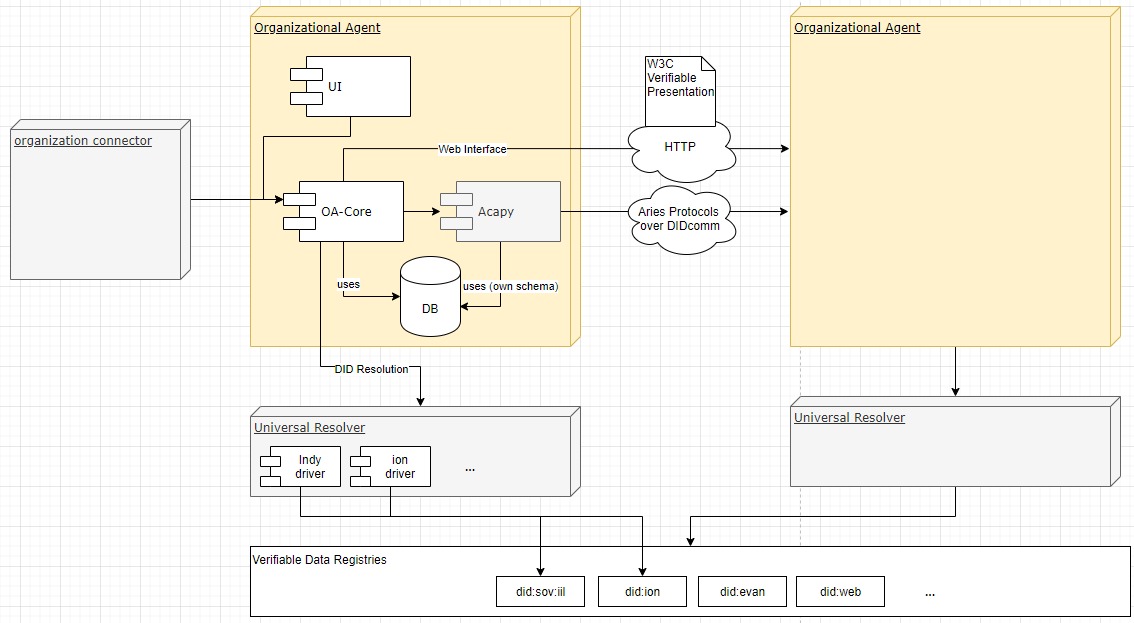 Organizational Agent
Organizational Agent
UI
W3C
Verifiable
Presentation
organization connector
Web Interface
HTTP
OA-Core
Acapy
Aries Protocols
over DIDcomm
uses
uses (own schema)
DB
DID Resolution
Universal Resolver
Universal Resolver
Indy
driver
ion
driver
...
Verifiable Data Registries
did:sov:iil
did:ion
did:evan
did:web
...